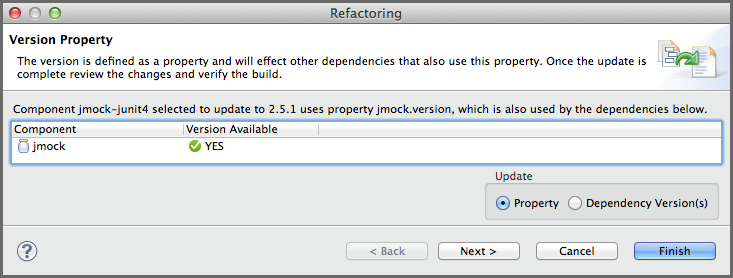 Refactoring
Version Property
The version is defined as a property and will effect other dependencies that also use this property. Once the update is
complete review the changes and verify the build.
Component jmock-junit4 selected to update to 2.5.1 uses property jmock.version, which is also used by the dependencies below.
Component Version Available
jmock YES
Update
Property Dependency Version(s)
? < Back Next > Cancel Finish